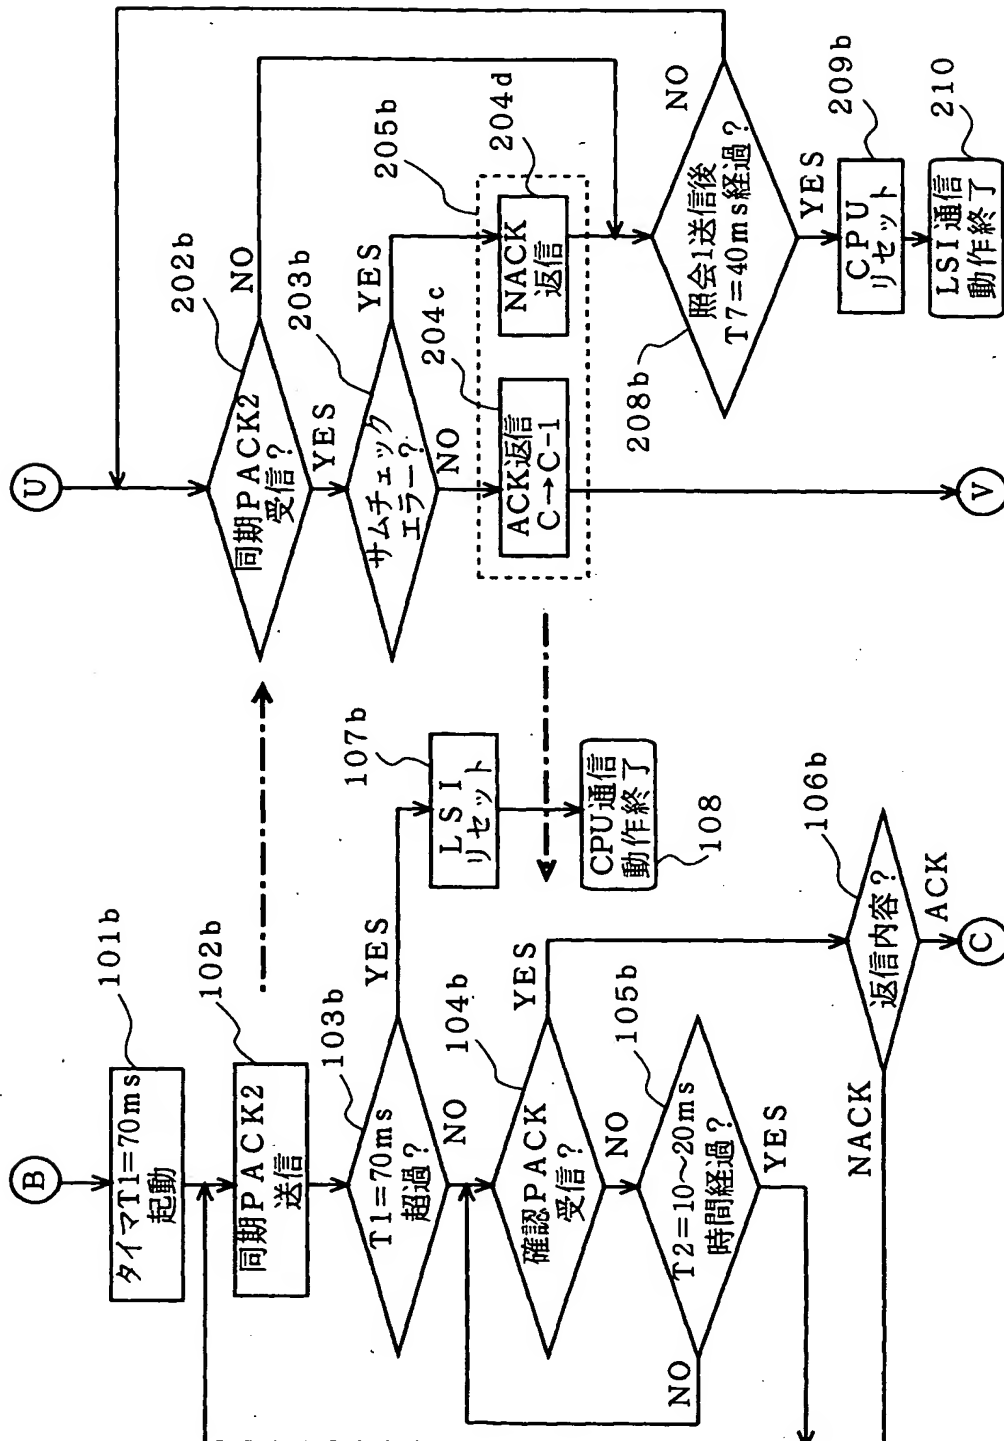 B
タイマT1=70ms
起動
101b
同期PACK2
送信
102b
T1=70ms
超過?
103b
YES
NO
LSI
リセット
107b
CPU通信
動作終了
108
確認PACK
受信?
104b
YES
NO
T2=10~20ms
時間経過?
105b
NO
YES
返信内容?
106b
NACK
ACK
C
U
同期PACK2
受信?
202b
NO
YES
サムチェック
エラー?
203b
YES
NO
205b
ACK返信
C→C-1
204c
NACK
返信
204d
照会1送信後
T7=40ms経過?
208b
NO
YES
CPU
リセット
209b
LSI通信
動作終了
210
V